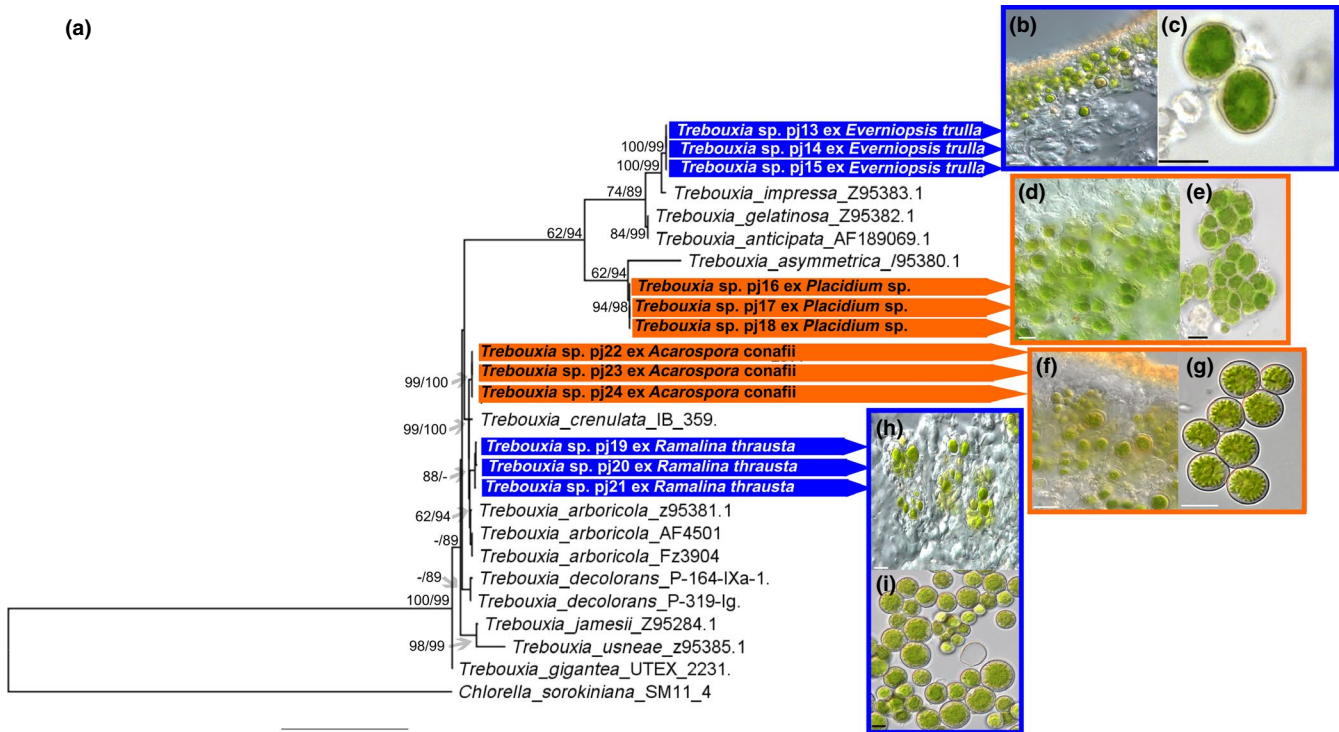 (a)
(b)
(c)
Trebouxia sp. pj13 ex Everniopsis trulla
100/99
Trebouxia sp. pj14 ex Everniopsis trulla
100/99
Trebouxia sp. pj15 ex Everniopsis trulla
74/89
Trebouxia_impressa_Z95383.1
(d)
(e)
Trebouxia_gelatinosa_Z95382.1
62/94
84/99
Trebouxia_anticipata_AF189069.1
Trebouxia_asymmetrica_/95380.1
62/94
Trebouxia sp. pj16 ex Placidium sp.
94/98
Trebouxia sp. pj17 ex Placidium sp.
Trebouxia sp. pj18 ex Placidium sp.
Trebouxia sp. pj22 ex Acarospora conafii
(f)
(g)
99/100
Trebouxia sp. pj23 ex Acarospora conafii
Trebouxia sp. pj24 ex Acarospora conafii
99/100
Trebouxia_crenulata_IB_359.
(h)
Trebouxia sp. pj19 ex Ramalina thrausta
88/-
Trebouxia sp. pj20 ex Ramalina thrausta
Trebouxia sp. pj21 ex Ramalina thrausta
62/94
Trebouxia_arboricola_z95381.1
-/89
Trebouxia_arboricola_AF4501
Trebouxia_arboricola_Fz3904
-/89
Trebouxia_decolorans_P-164-IXa-1.
(i)
100/99
Trebouxia_decolorans_P-319-Ig.
Trebouxia_jamesii_Z95284.1
98/99
Trebouxia_usneae_z95385.1
Trebouxia_gigantea_UTEX_2231.
Chlorella_sorokiniana_SM11_4